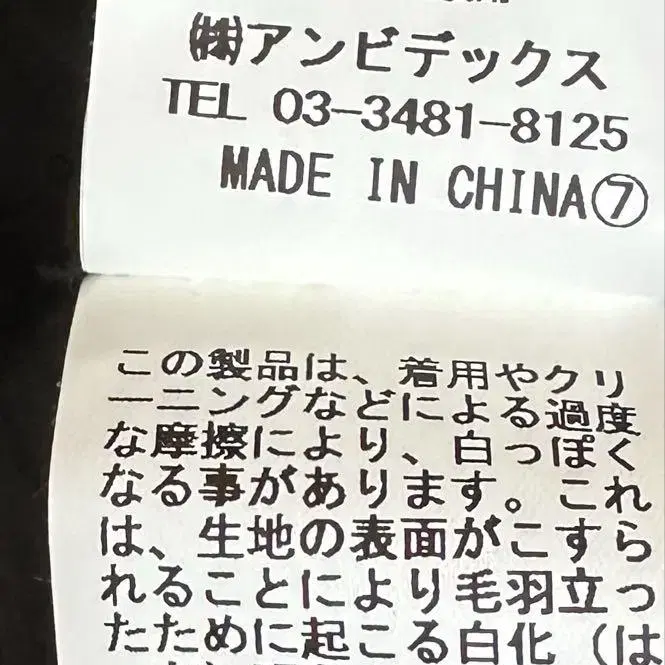 ㈱アンビデックス
TEL 03-3481-8125
MADE IN CHINA⑦
この製品は、着用やクリ
ーニングなどによる過度
な摩擦により、白っぽく
なる事があります。これ
は、生地の表面がこすら
れることにより毛羽立っ
たために起こる白化（は